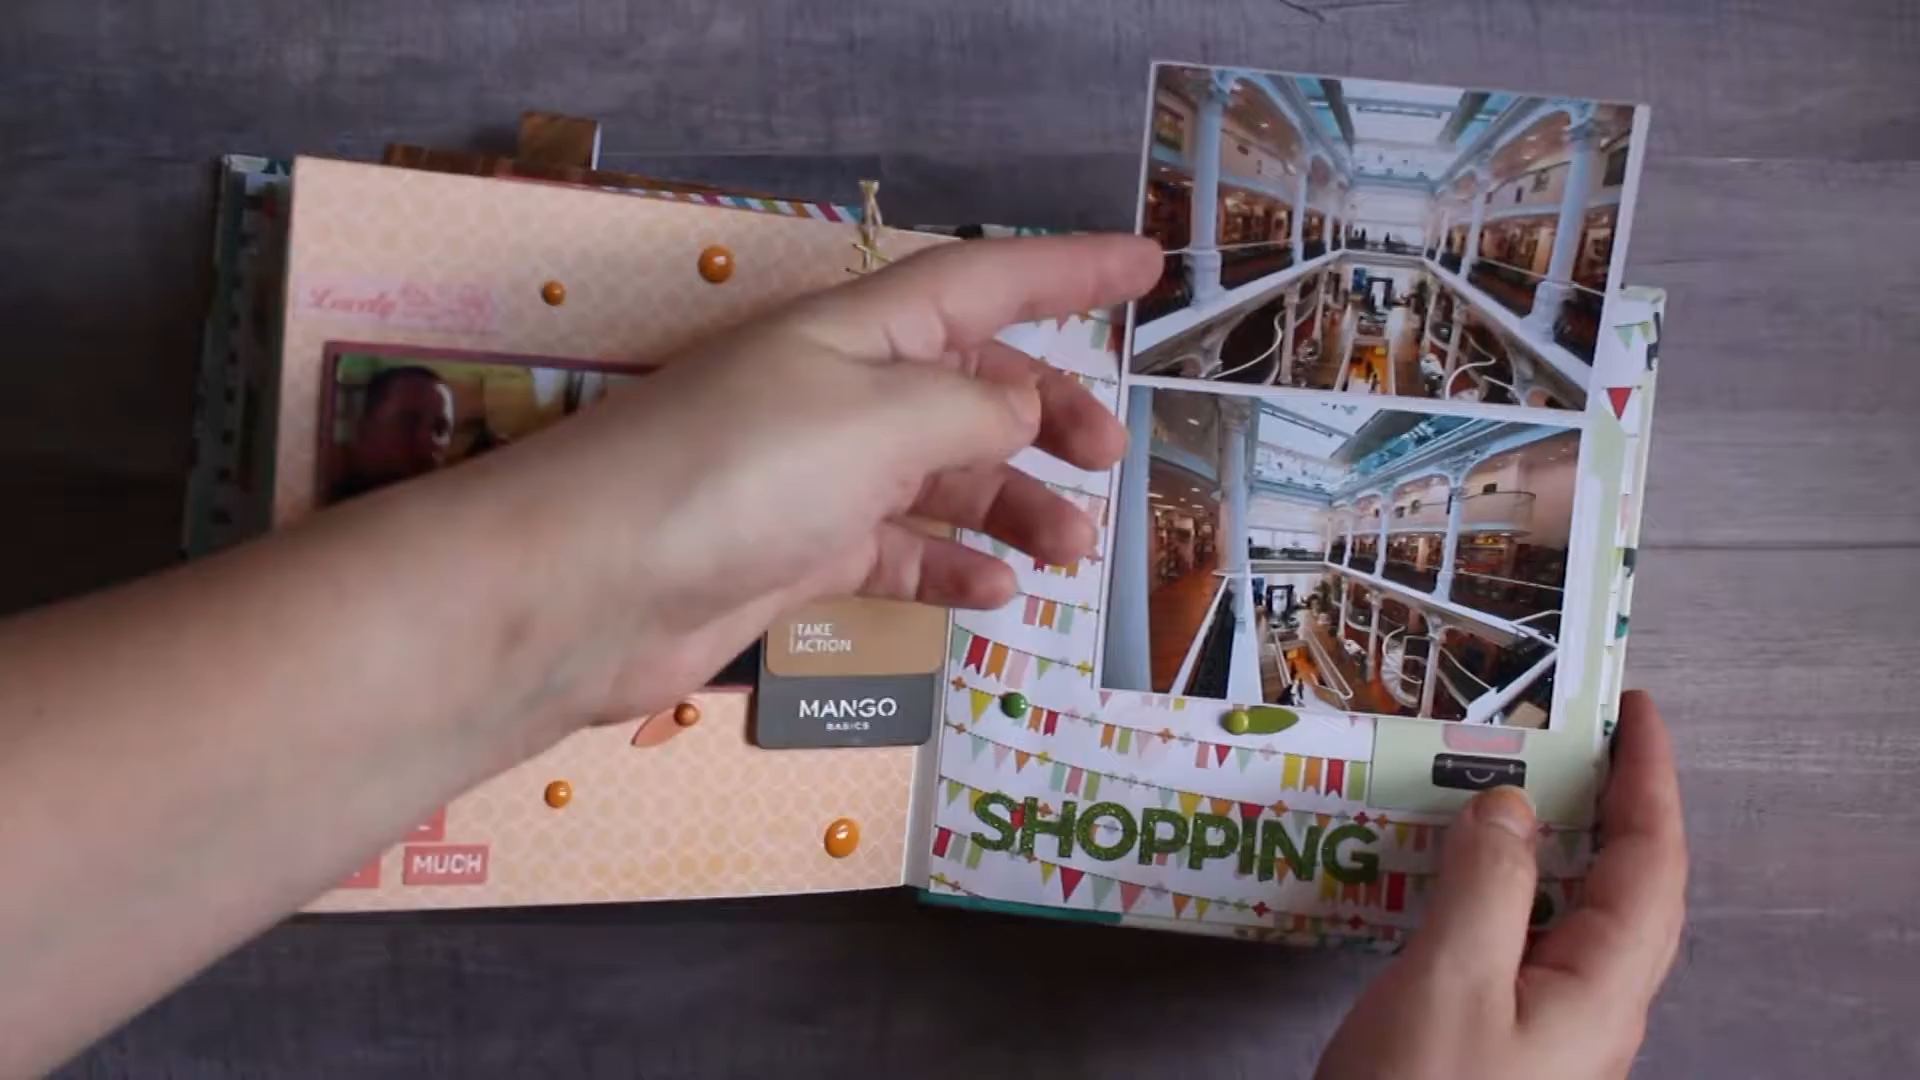 Lovely
TAKE
ACTION
MANGO
BASICS
MUCH
SHOPPING